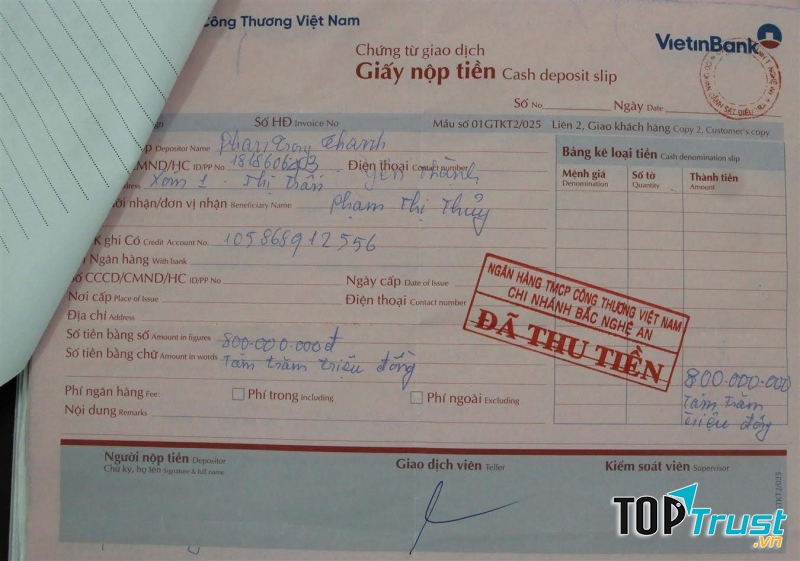 Công Thương Việt Nam
VietinBank
Chứng từ giao dịch
Giấy nộp tiền Cash deposit slip
Số No Ngày Date
Số HĐ Invoice No Mẫu số 01GTKT2/025 Liên 2, Giao khách hàng Copy 2, Customer's copy
Depositor Name Phan Trọng Thanh
CMND/HC ID/PP No 181860603 Điện thoại Contact number
Xóm 1 - Thị trấn Yên Thành
nhận/đơn vị nhận Beneficiary Name Phạm Thị Thủy
ghi Có Credit Account No. 105868912556
Ngân hàng With bank
CCCD/CMND/HC ID/PP No Ngày cấp Date of Issue
Nơi cấp Place of Issue Điện thoại Contact number
Địa chỉ Address
Số tiền bằng số Amount in figures 800.000.000đ
Số tiền bằng chữ Amount in words Tám trăm triệu đồng
Phí ngân hàng Fee: Phí trong Including Phí ngoài Excluding
Nội dung Remarks
Bảng kê loại tiền Cash denomination slip
Mệnh giá Số tờ Thành tiền
Denomination Quantity Amount
NGÂN HÀNG TMCP CÔNG THƯƠNG VIỆT NAM
CHI NHÁNH BẮC NGHỆ AN
ĐÃ THU TIỀN
800.000.000
Tám trăm
triệu đồng
Người nộp tiền Depositor Giao dịch viên Teller Kiểm soát viên Supervisor
Chữ ký, họ tên Signature & full name
TOPTrust.vn